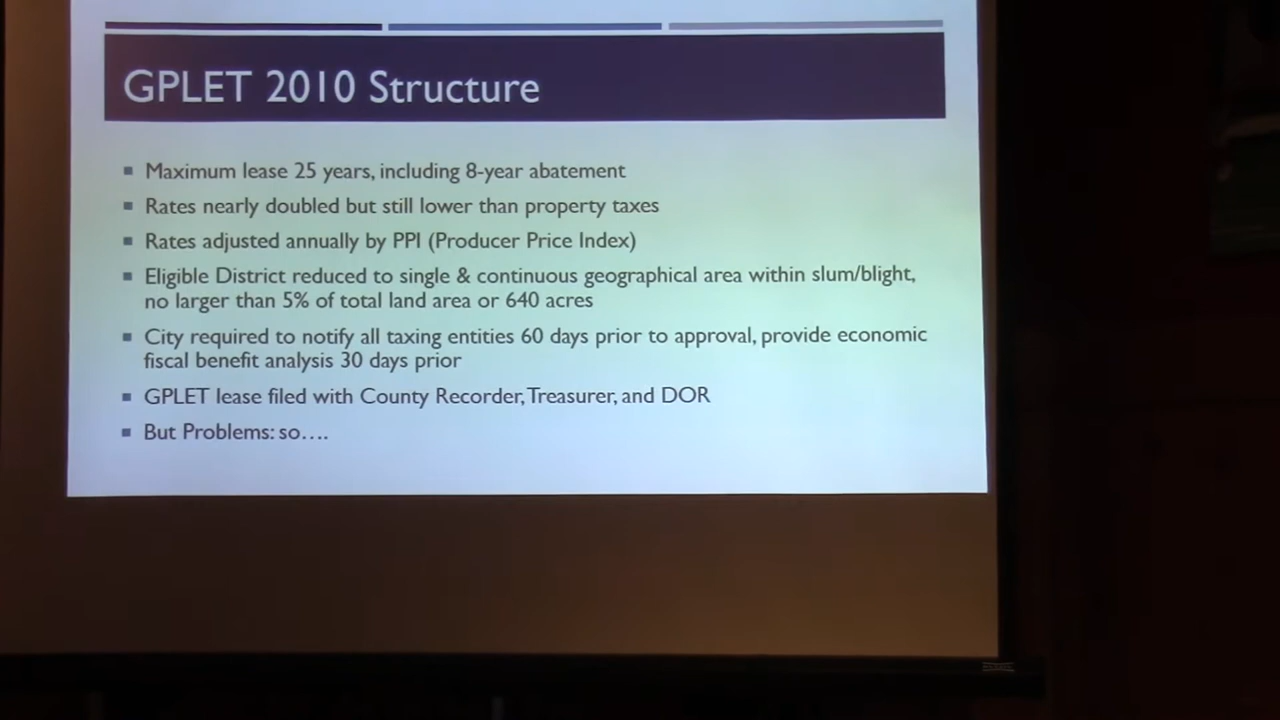 GPLET 2010 Structure
Maximum lease 25 years, including 8-year abatement
Rates nearly doubled but still lower than property taxes
Rates adjusted annually by PPI (Producer Price Index)
Eligible District reduced to single & continuous geographical area within slum/blight,
no larger than 5% of total land area or 640 acres
City required to notify all taxing entities 60 days prior to approval, provide economic
fiscal benefit analysis 30 days prior
GPLET lease filed with County Recorder, Treasurer, and DOR
But Problems: so….